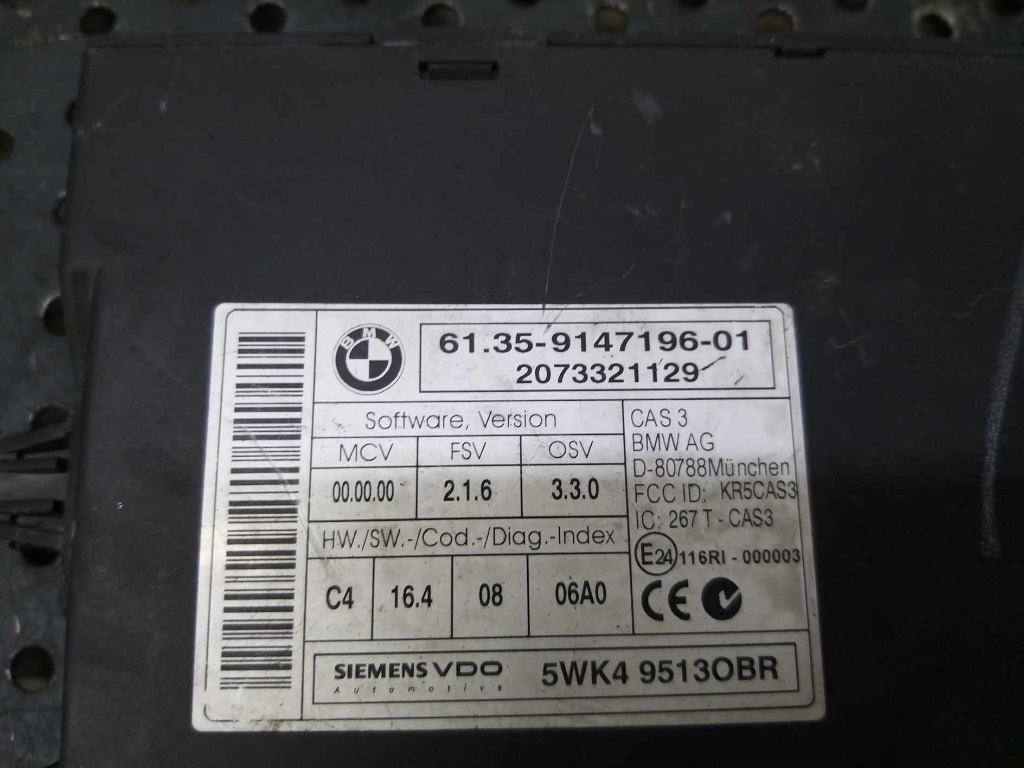 BMW
61.35-9147196-01
2073321129
Software, Version
MCV FSV OSV
00.00.00 2.1.6 3.3.0
HW./SW.-/Cod.-/Diag.-Index
C4 16.4 08 06A0
CAS 3
BMW AG
D-80788München
FCC ID: KR5CAS3
IC: 267 T - CAS3
E24 116RI - 000003
CE
SIEMENS VDO
Automotive
5WK4 9513OBR